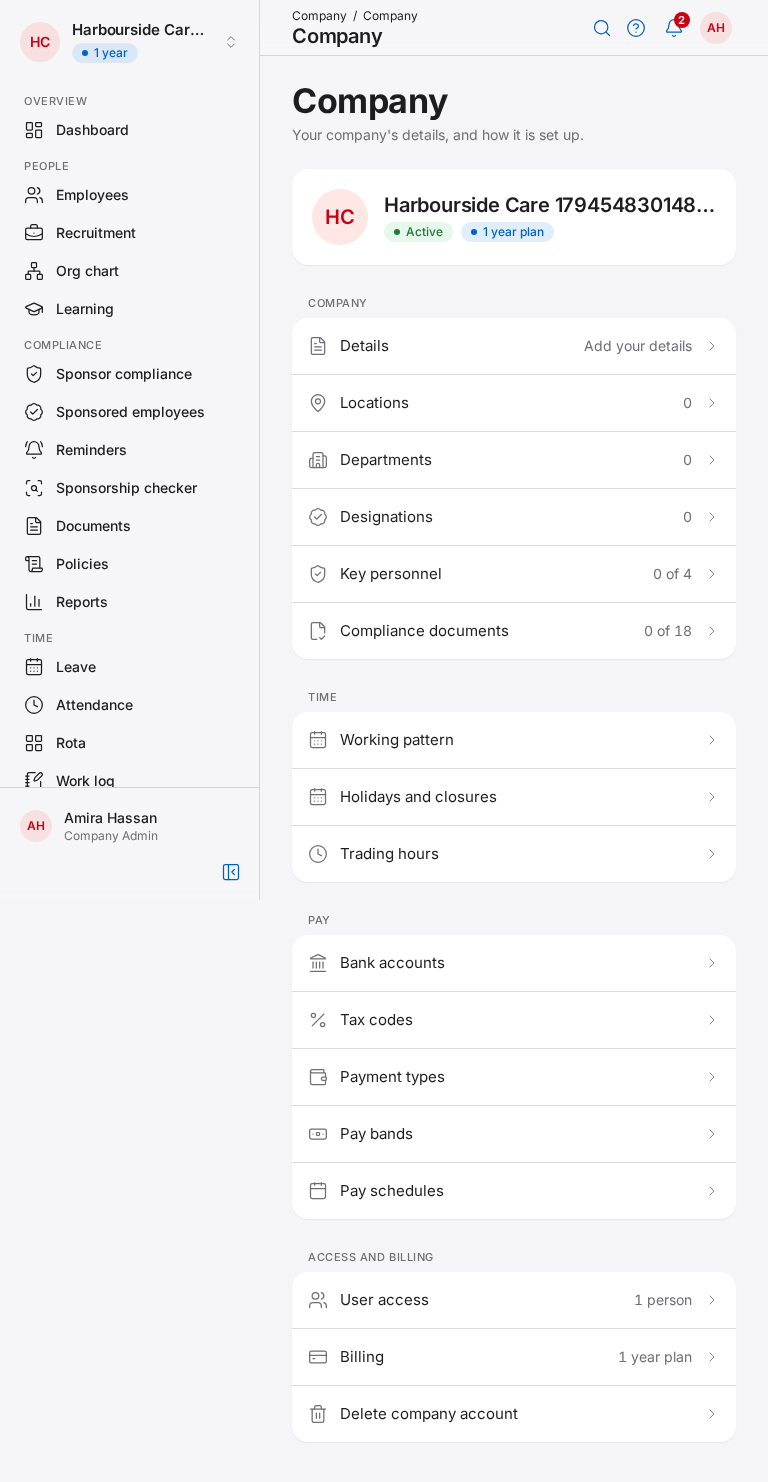 HC
Harbourside Car...
1 year
OVERVIEW
Dashboard
PEOPLE
Employees
Recruitment
Org chart
Learning
COMPLIANCE
Sponsor compliance
Sponsored employees
Reminders
Sponsorship checker
Documents
Policies
Reports
TIME
Leave
Attendance
Rota
Work log
AH
Amira Hassan
Company Admin
Company / Company
Company
2
AH
Company
Your company's details, and how it is set up.
HC
Harbourside Care 179454830148...
Active
1 year plan
COMPANY
Details Add your details
Locations 0
Departments 0
Designations 0
Key personnel 0 of 4
Compliance documents 0 of 18
TIME
Working pattern
Holidays and closures
Trading hours
PAY
Bank accounts
Tax codes
Payment types
Pay bands
Pay schedules
ACCESS AND BILLING
User access 1 person
Billing 1 year plan
Delete company account